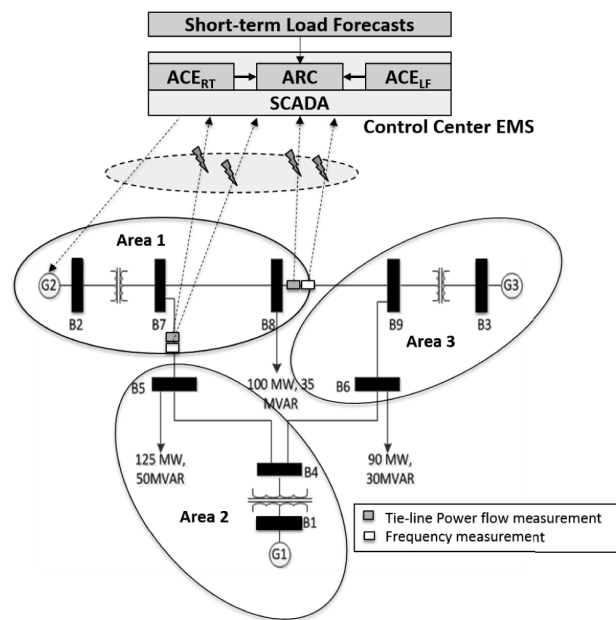 Short-term Load Forecasts
ACE_RT
ARC
ACE_LF
SCADA
Control Center EMS
Area 1
G2
B2
B7
B8
B9
B3
G3
Area 3
B5
100 MW, 35
MVAR
B6
125 MW,
50MVAR
B4
90 MW,
30MVAR
Area 2
B1
G1
Tie-line Power flow measurement
Frequency measurement